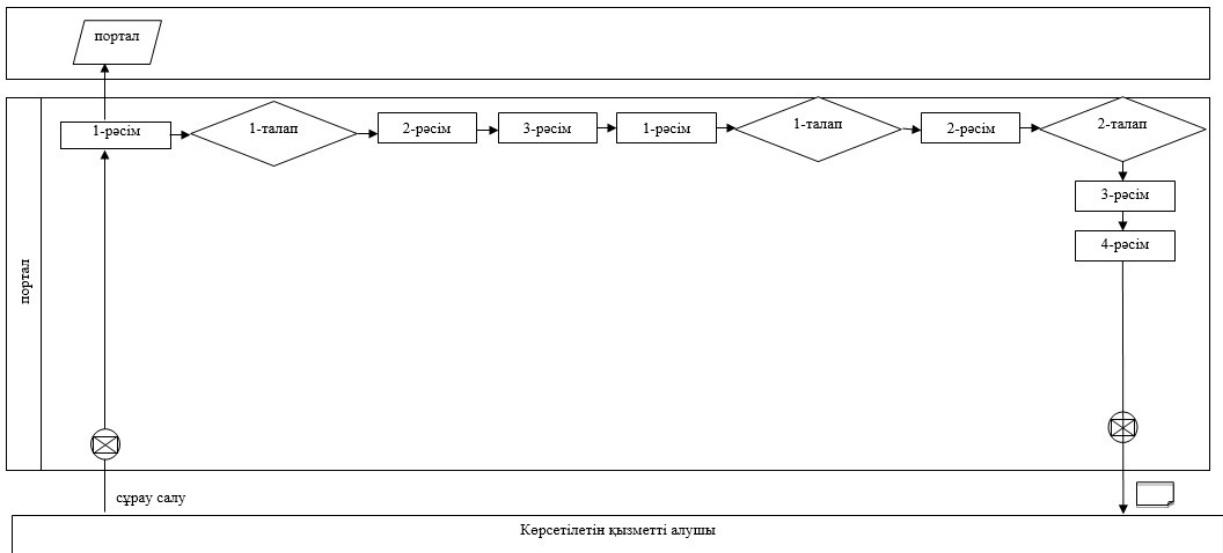 портал
1-рәсім
1-талап
2-рәсім
3-рәсім
1-рәсім
1-талап
2-рәсім
2-талап
3-рәсім
4-рәсім
портал
сұрау салу
Көрсетілетін қызметті алушы